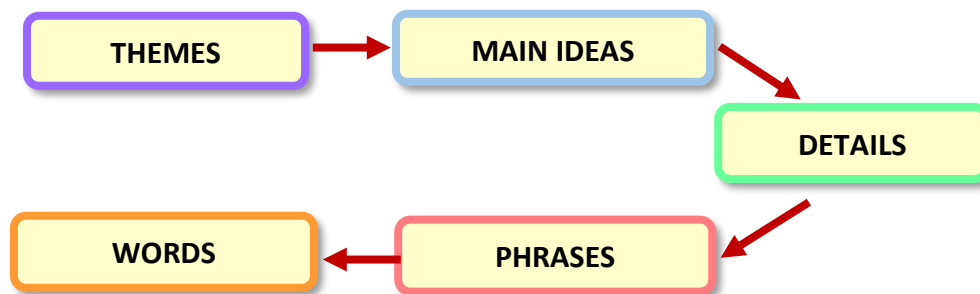 THEMES
MAIN IDEAS
DETAILS
PHRASES
WORDS